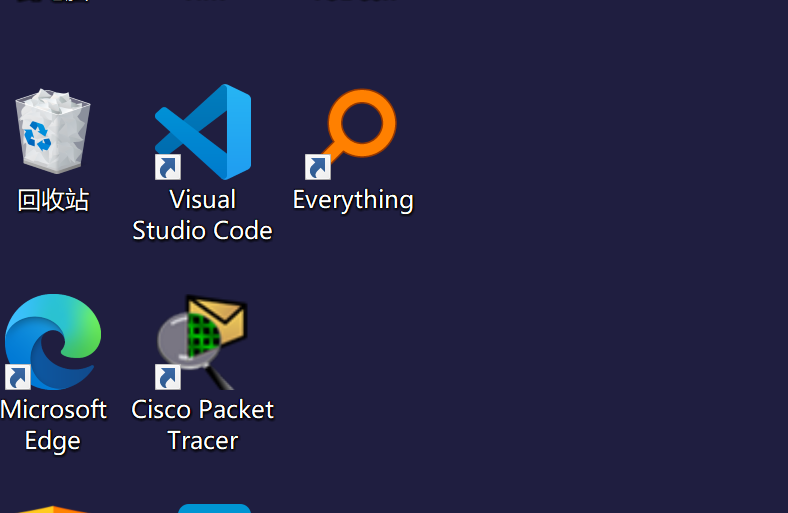 回收站
Visual
Studio Code
Everything
Microsoft
Edge
Cisco Packet
Tracer